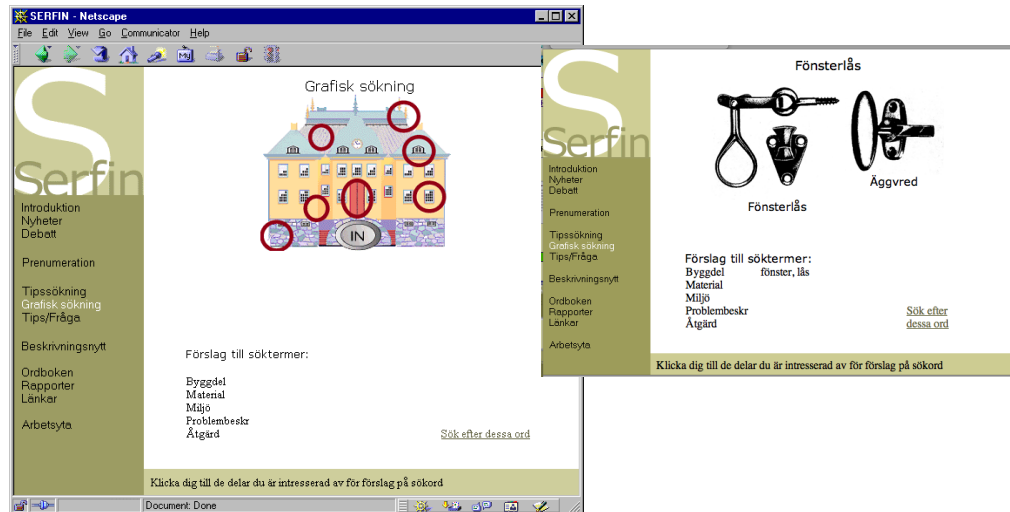 SERFIN - Netscape
File Edit View Go Communicator Help
My
S
Serfin
Introduktion
Nyheter
Debatt
Prenumeration
Tipssökning
Grafisk sökning
Tips/Fråga
Beskrivningsnytt
Ordboken
Rapporter
Länkar
Arbetsyta
Grafisk sökning
IN
Förslag till söktermer:
Byggdel
Material
Miljö
Problembeskr
Åtgärd
Sök efter dessa ord
Klicka dig till de delar du är intresserad av för förslag på sökord
Document: Done
S
Serfin
Introduktion
Nyheter
Debatt
Prenumeration
Tipssökning
Grafisk sökning
Tips/Fråga
Beskrivningsnytt
Ordboken
Rapporter
Länkar
Arbetsyta
Fönsterlås
Äggvred
Fönsterlås
Förslag till söktermer:
Byggdel fönster, lås
Material
Miljö
Problembeskr
Åtgärd
Sök efter
dessa ord
Klicka dig till de delar du är intresserad av för förslag på sökord